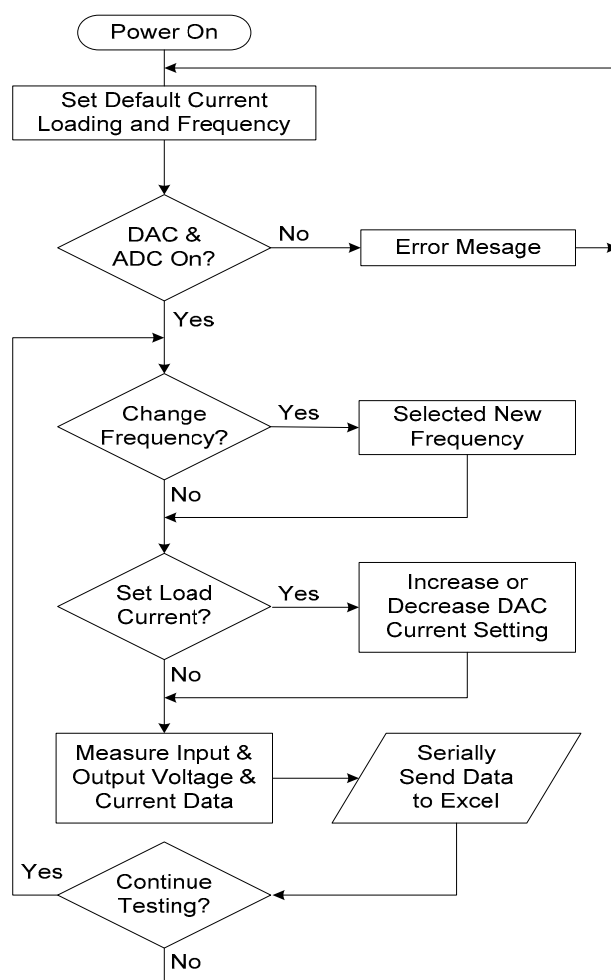 Power On
Set Default Current
Loading and Frequency
DAC &
ADC On?
No
Error Mesage
Yes
Change
Frequency?
Yes
Selected New
Frequency
No
Set Load
Current?
Yes
Increase or
Decrease DAC
Current Setting
No
Measure Input &
Output Voltage &
Current Data
Serially
Send Data
to Excel
Yes
Continue
Testing?
No